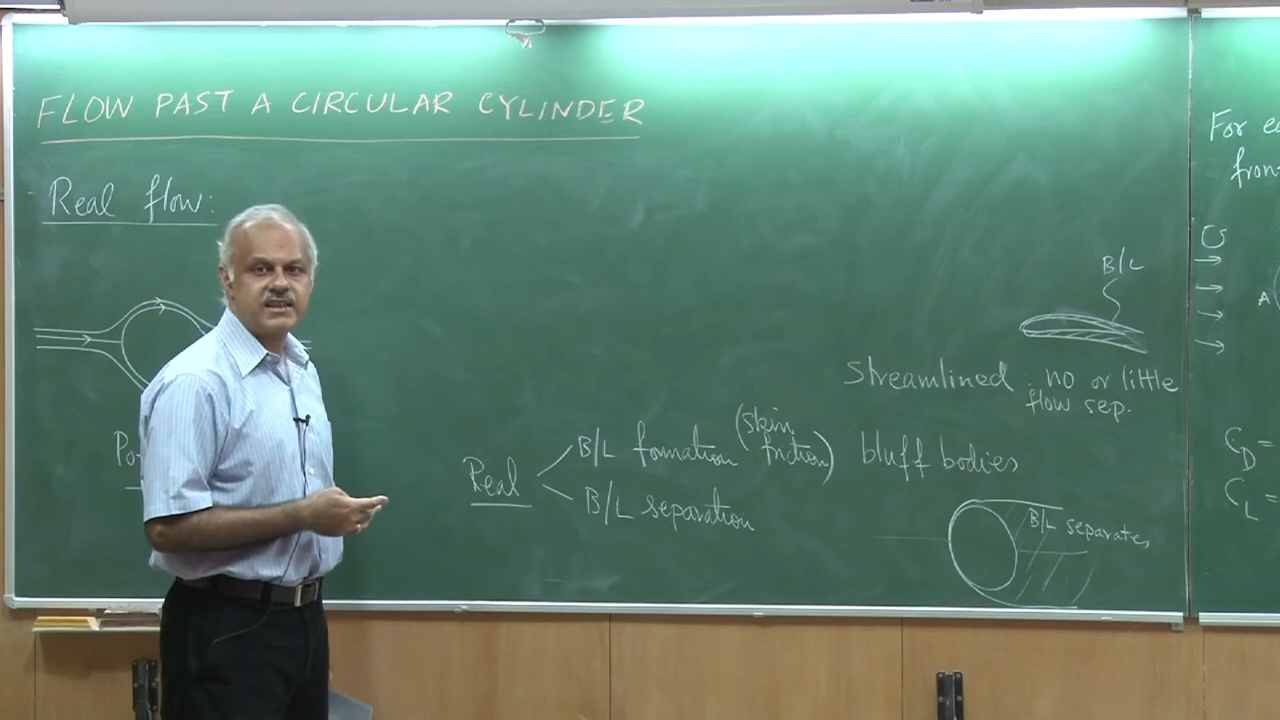 FLOW PAST A CIRCULAR CYLINDER
Real flow:
B/L
Streamlined : no or little
flow sep.
Real
B/L formation (skin
friction)
B/L separation
bluff bodies
B/L separates
For
U
A
C_D =
C_L =